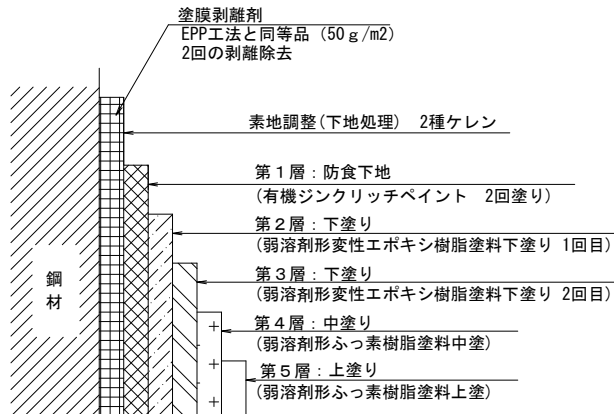 塗膜剥離剤
EPP工法と同等品（50ｇ/m2）
2回の剥離除去
素地調整(下地処理)　2種ケレン
第１層：防食下地
(有機ジンクリッチペイント　2回塗り)
第２層：下塗り
(弱溶剤形変性エポキシ樹脂塗料下塗り 1回目)
第３層：下塗り
(弱溶剤形変性エポキシ樹脂塗料下塗り 2回目)
第４層：中塗り
(弱溶剤形ふっ素樹脂塗料中塗)
第５層：上塗り
(弱溶剤形ふっ素樹脂塗料上塗)
鋼
材